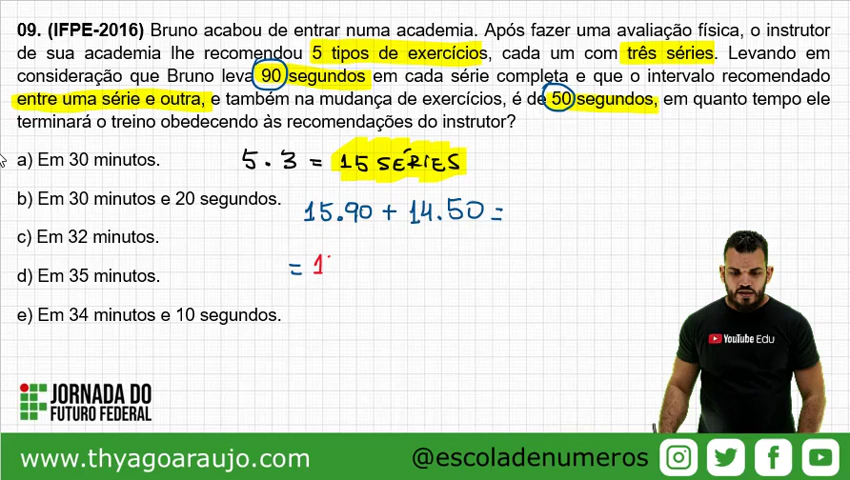 09. (IFPE-2016) Bruno acabou de entrar numa academia. Após fazer uma avaliação física, o instrutor
de sua academia lhe recomendou 5 tipos de exercícios, cada um com três séries. Levando em
consideração que Bruno leva 90 segundos em cada série completa e que o intervalo recomendado
entre uma série e outra, e também na mudança de exercícios, é de 50 segundos, em quanto tempo ele
terminará o treino obedecendo às recomendações do instrutor?
a) Em 30 minutos.
5.3 = 15 SÉRIES
b) Em 30 minutos e 20 segundos.
15.90 + 14.50 =
c) Em 32 minutos.
= 1
d) Em 35 minutos.
e) Em 34 minutos e 10 segundos.
YouTube Edu
JORNADA DO
FUTURO FEDERAL
www.thyagoaraujo.com @escoladenumeros